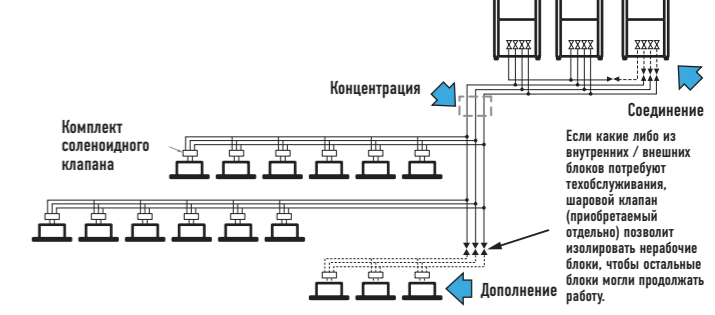 Концентрация
Соединение
Комплект
соленоидного
клапана
Если какие либо из
внутренних / внешних
блоков потребуют
техобслуживания,
шаровой клапан
(приобретаемый
отдельно) позволит
изолировать нерабочие
блоки, чтобы остальные
блоки могли продолжать
работу.
Дополнение